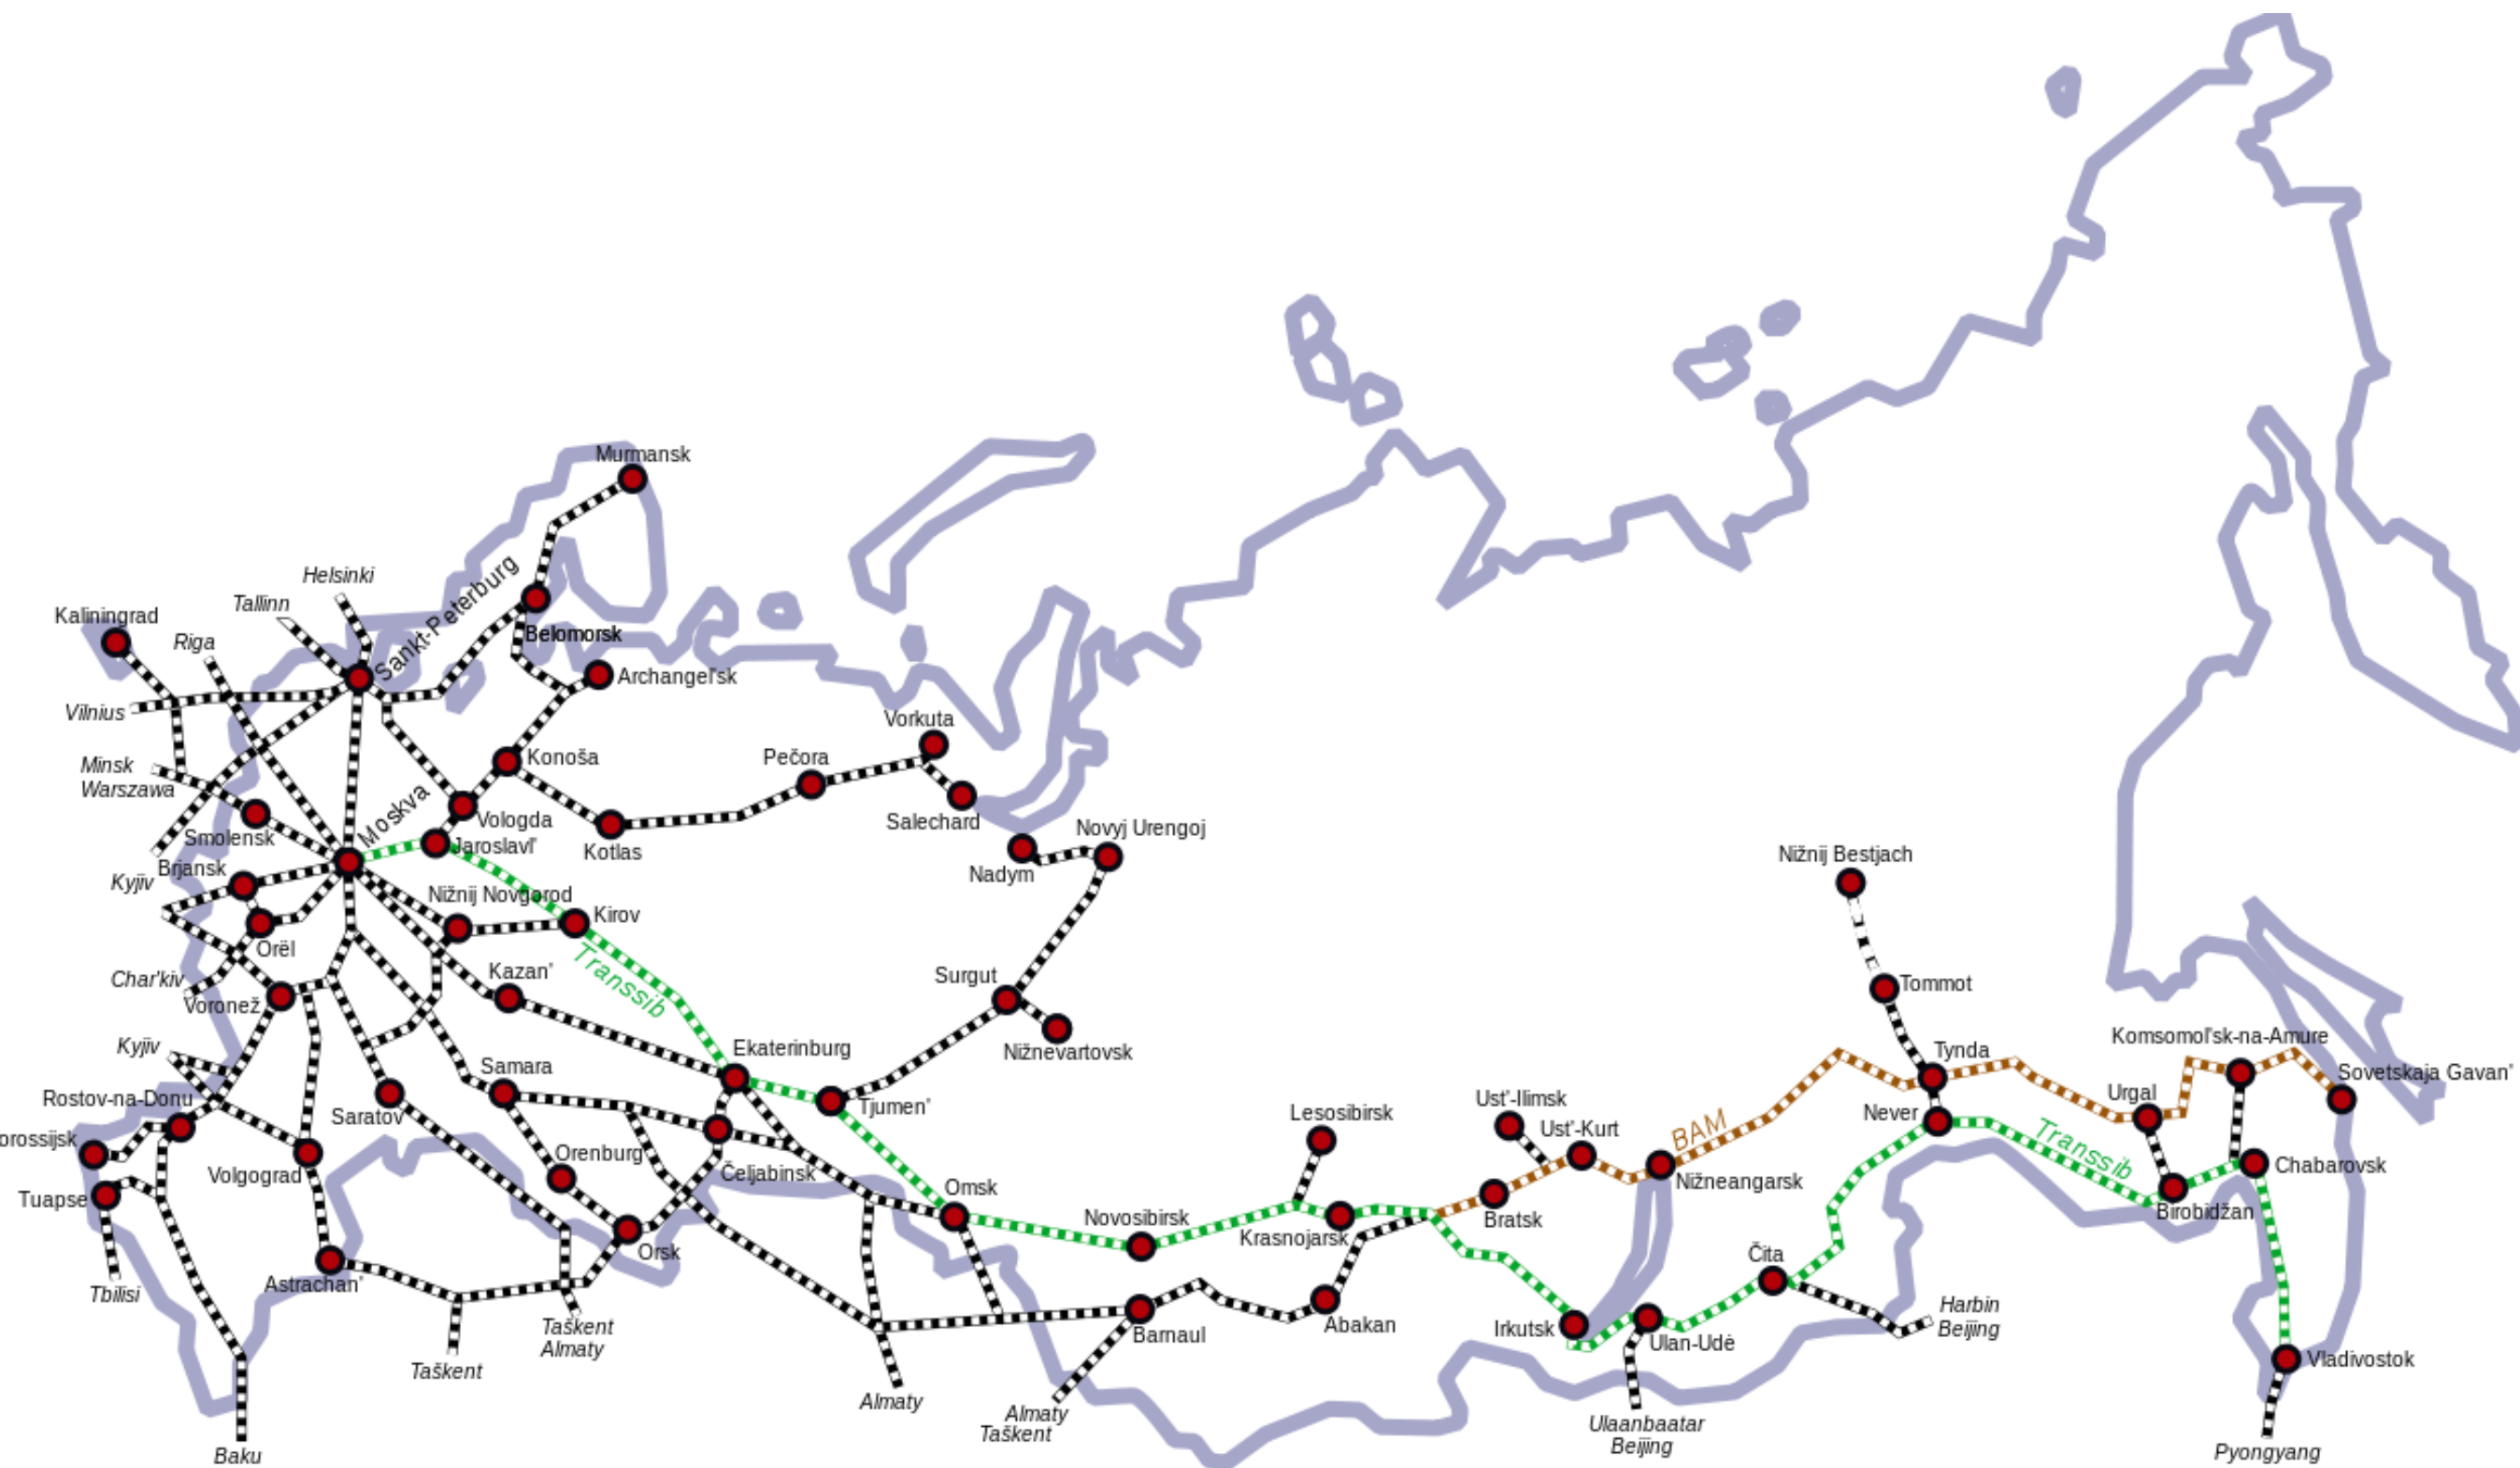 Murmansk
Helsinki
Tallinn
Kaliningrad
Riga
Sankt-Peterburg
Belomorsk
Archangel'sk
Vilnius
Vorkuta
Konoša
Pečora
Minsk
Warszawa
Moskva
Vologda
Salechard
Novyj Urengoj
Smolensk
Jaroslavl'
Kotlas
Nižnij Bestjach
Brjansk
Kyjiv
Nadym
Nižnij Novgorod
Kirov
Orël
Transsib
Char'kiv
Kazan'
Surgut
Tommot
Voronež
Kyjiv
Ekaterinburg
Nižnevartovsk
Komsomol'sk-na-Amure
Tynda
Samara
Sovetskaja Gavan'
Rostov-na-Donu
Saratov
Tjumen'
Ust'-Ilimsk
Lesosibirsk
Never
Urgal
BAM
Ust'-Kurt
orossijsk
Orenburg
Transsib
Volgograd
Čeljabinsk
Nižneangarsk
Chabarovsk
Tuapse
Omsk
Novosibirsk
Krasnojarsk
Bratsk
Birobidžan
Orsk
Čita
Astrachan'
Tbilisi
Taškent
Almaty
Barnaul
Abakan
Irkutsk
Ulan-Udė
Harbin
Beijing
Taškent
Vladivostok
Almaty
Almaty
Taškent
Ulaanbaatar
Beijing
Baku
Pyongyang